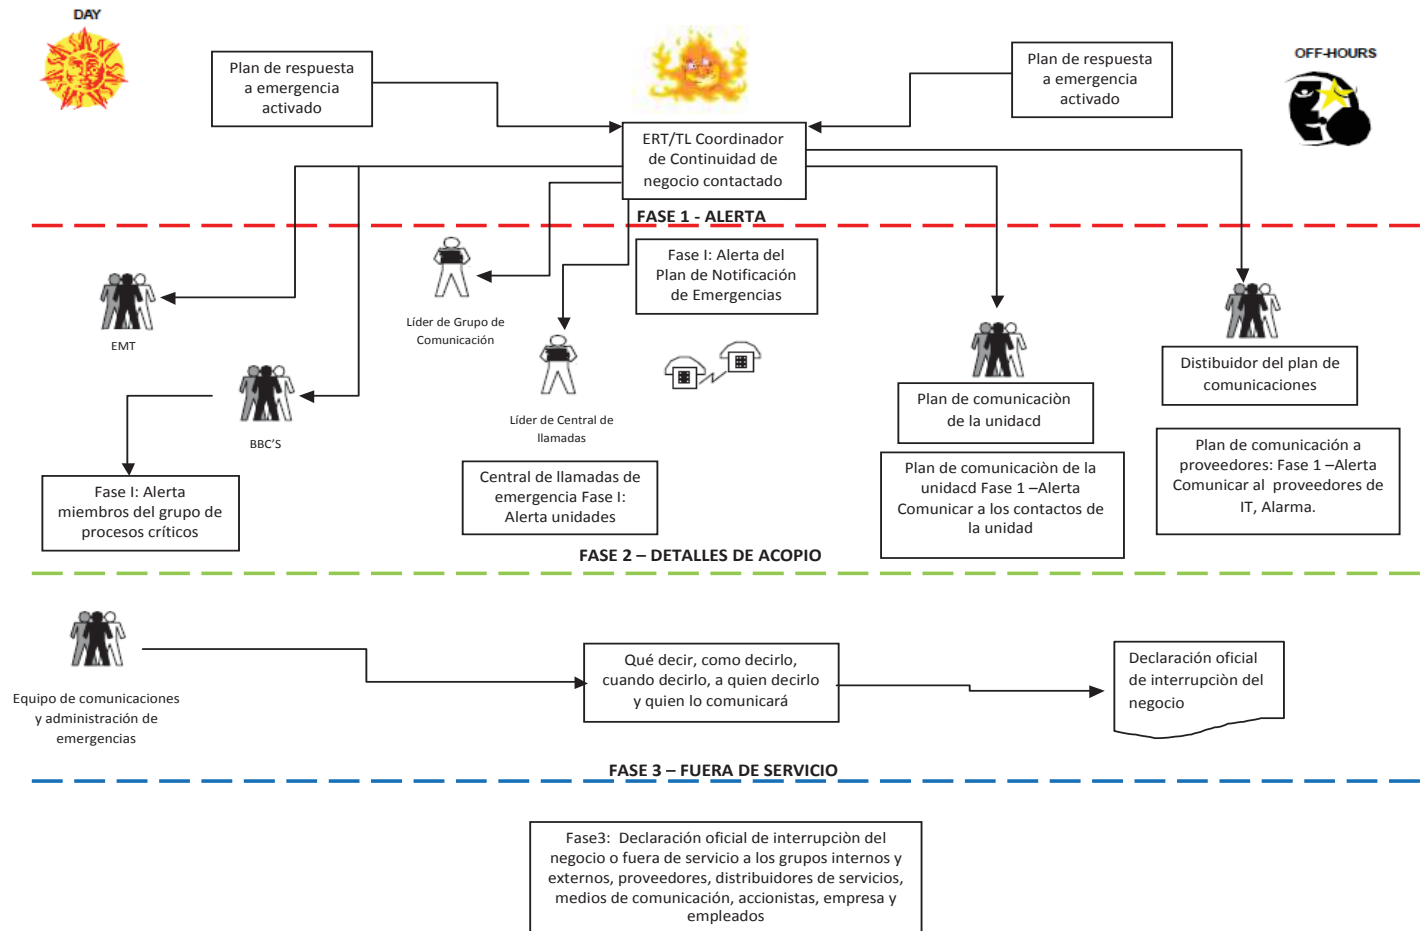 DAY
OFF-HOURS
Plan de respuesta
a emergencia
activado
Plan de respuesta
a emergencia
activado
ERT/TL Coordinador
de Continuidad de
negocio contactado
FASE 1 - ALERTA
Fase I: Alerta del
Plan de Notificación
de Emergencias
EMT
Líder de Grupo de
Comunicación
BBC'S
Líder de Central de
llamadas
Fase I: Alerta
miembros del grupo de
procesos críticos
Central de llamadas de
emergencia Fase I:
Alerta unidades
Plan de comunicaciòn
de la unidacd
Plan de comunicaciòn de la
unidacd Fase 1 –Alerta
Comunicar a los contactos de
la unidad
Distibuidor del plan de
comunicaciones
Plan de comunicación a
proveedores: Fase 1 –Alerta
Comunicar al  proveedores de
IT, Alarma.
FASE 2 – DETALLES DE ACOPIO
Equipo de comunicaciones
y administración de
emergencias
Qué decir, como decirlo,
cuando decirlo, a quien decirlo
y quien lo comunicará
Declaración oficial
de interrupciòn del
negocio
FASE 3 – FUERA DE SERVICIO
Fase3:  Declaración oficial de interrupciòn del
negocio o fuera de servicio a los grupos internos y
externos, proveedores, distribuidores de servicios,
medios de comunicación, accionistas, empresa y
empleados